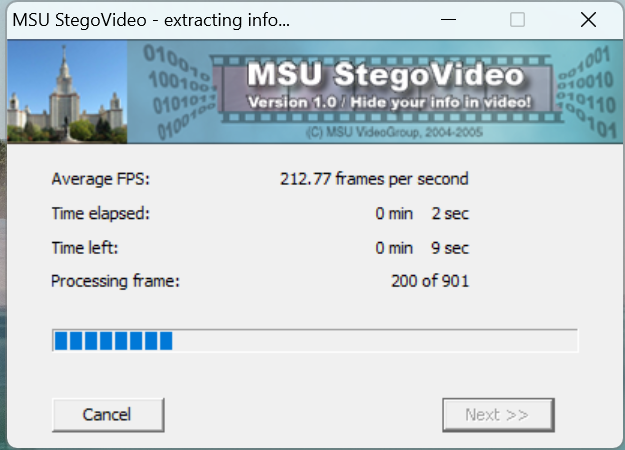 MSU StegoVideo - extracting info...
MSU StegoVideo
Version 1.0 / Hide your info in video!
(C) MSU VideoGroup, 2004-2005
Average FPS: 212.77 frames per second
Time elapsed: 0 min 2 sec
Time left: 0 min 9 sec
Processing frame: 200 of 901
Cancel Next >>